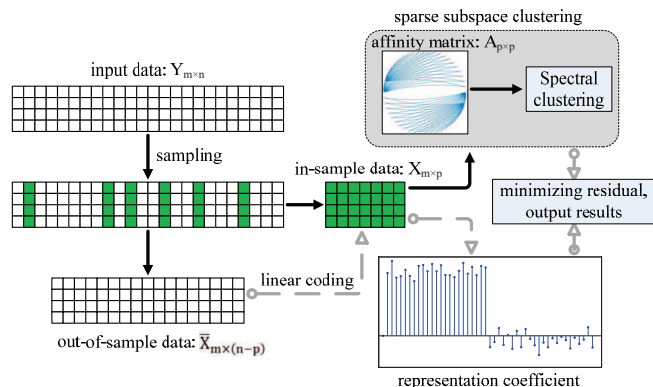 sparse subspace clustering
affinity matrix: Ap×p
input data: Ym×n
Spectral
clustering
sampling
in-sample data: Xm×p
minimizing residual,
output results
linear coding
out-of-sample data: X̅m×(n-p)
representation coefficient